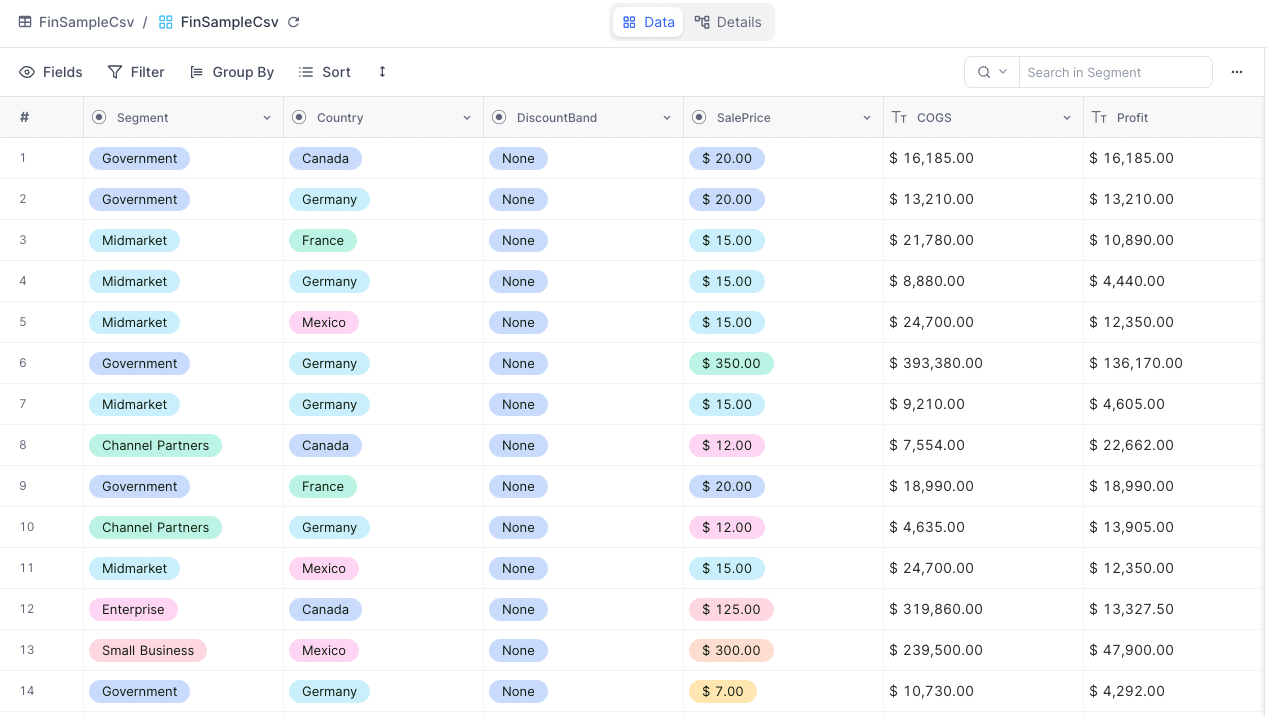 FinSampleCsv / FinSampleCsv
Data Details
Fields Filter Group By Sort
Search in Segment
# Segment Country DiscountBand SalePrice COGS Profit
1 Government Canada None $ 20.00 $ 16,185.00 $ 16,185.00
2 Government Germany None $ 20.00 $ 13,210.00 $ 13,210.00
3 Midmarket France None $ 15.00 $ 21,780.00 $ 10,890.00
4 Midmarket Germany None $ 15.00 $ 8,880.00 $ 4,440.00
5 Midmarket Mexico None $ 15.00 $ 24,700.00 $ 12,350.00
6 Government Germany None $ 350.00 $ 393,380.00 $ 136,170.00
7 Midmarket Germany None $ 15.00 $ 9,210.00 $ 4,605.00
8 Channel Partners Canada None $ 12.00 $ 7,554.00 $ 22,662.00
9 Government France None $ 20.00 $ 18,990.00 $ 18,990.00
10 Channel Partners Germany None $ 12.00 $ 4,635.00 $ 13,905.00
11 Midmarket Mexico None $ 15.00 $ 24,700.00 $ 12,350.00
12 Enterprise Canada None $ 125.00 $ 319,860.00 $ 13,327.50
13 Small Business Mexico None $ 300.00 $ 239,500.00 $ 47,900.00
14 Government Germany None $ 7.00 $ 10,730.00 $ 4,292.00